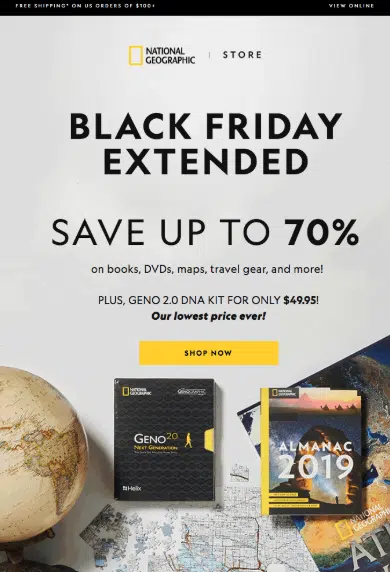 FREE SHIPPING* ON US ORDERS OF $100+
VIEW ONLINE
NATIONAL
GEOGRAPHIC
STORE
BLACK FRIDAY
EXTENDED
SAVE UP TO 70%
on books, DVDs, maps, travel gear, and more!
PLUS, GENO 2.0 DNA KIT FOR ONLY $49.95!
Our lowest price ever!
SHOP NOW
NATIONAL
GEOGRAPHIC
GENOGRAPHIC
GENO 2.0
NEXT GENERATION
Helix
NATIONAL
GEOGRAPHIC
ALMANAC
2019
NATIONAL
GEOGRAPHIC